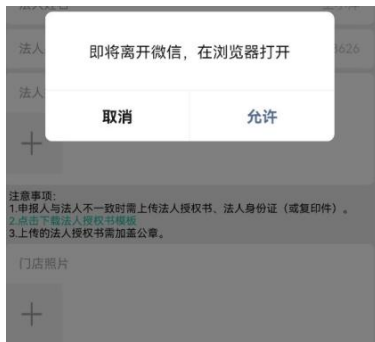 即将离开微信，在浏览器打开
法人
8626
取消
允许
法人
注意事项:
1.申报人与法人不一致时需上传法人授权书、法人身份证（或复印件）。
2.点击下载法人授权书模板
3.上传的法人授权书需加盖公章。
门店照片